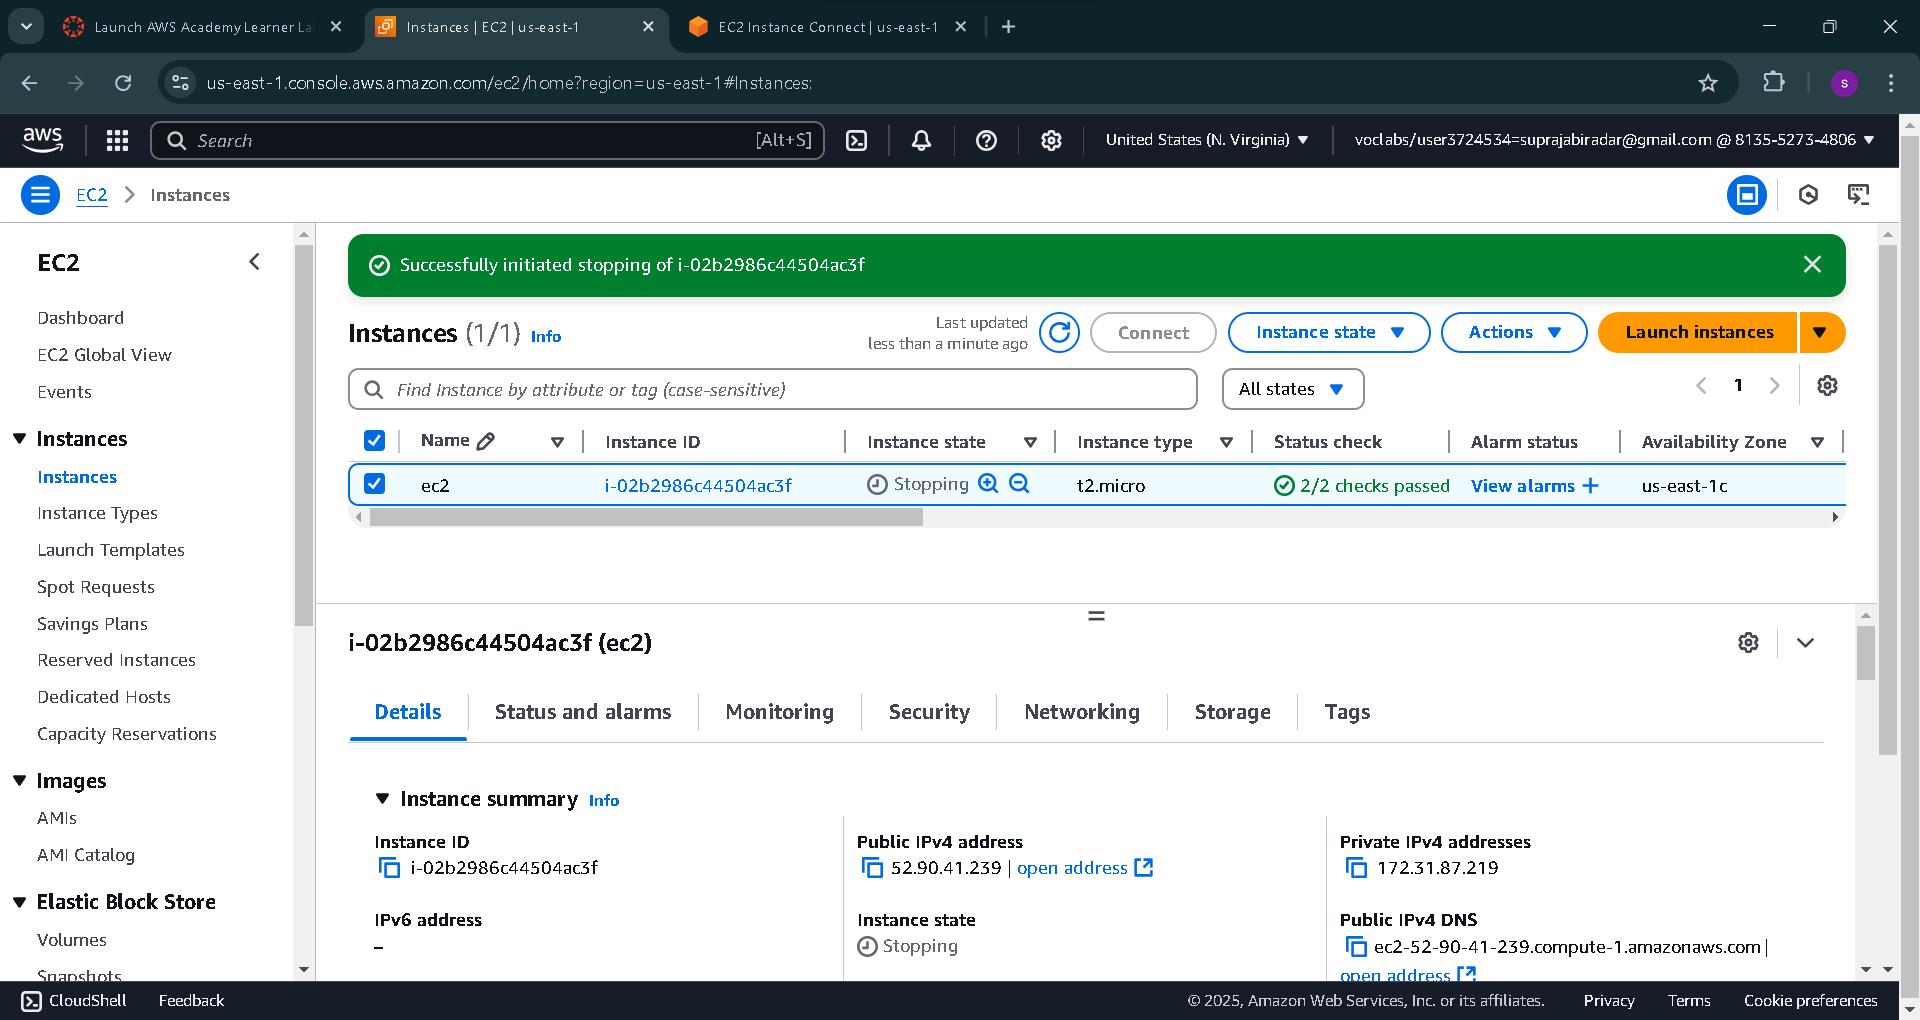 Launch AWS Academy Learner La
Instances | EC2 | us-east-1
EC2 Instance Connect | us-east-1
us-east-1.console.aws.amazon.com/ec2/home?region=us-east-1#Instances:
s
aws
Search
[Alt+S]
United States (N. Virginia)
voclabs/user3724534=suprajabiradar@gmail.com @ 8135-5273-4806
EC2
Instances
EC2
Dashboard
EC2 Global View
Events
Instances
Instances
Instance Types
Launch Templates
Spot Requests
Savings Plans
Reserved Instances
Dedicated Hosts
Capacity Reservations
Images
AMIs
AMI Catalog
Elastic Block Store
Volumes
Snapshots
Successfully initiated stopping of i-02b2986c44504ac3f
Instances (1/1) Info
Last updated
less than a minute ago
Connect
Instance state
Actions
Launch instances
Find Instance by attribute or tag (case-sensitive)
All states
1
Name Instance ID Instance state Instance type Status check Alarm status Availability Zone
ec2 i-02b2986c44504ac3f Stopping t2.micro 2/2 checks passed View alarms + us-east-1c
i-02b2986c44504ac3f (ec2)
Details Status and alarms Monitoring Security Networking Storage Tags
Instance summary Info
Instance ID
i-02b2986c44504ac3f
Public IPv4 address
52.90.41.239 | open address
Private IPv4 addresses
172.31.87.219
IPv6 address
–
Instance state
Stopping
Public IPv4 DNS
ec2-52-90-41-239.compute-1.amazonaws.com |
open address
CloudShell Feedback
© 2025, Amazon Web Services, Inc. or its affiliates. Privacy Terms Cookie preferences